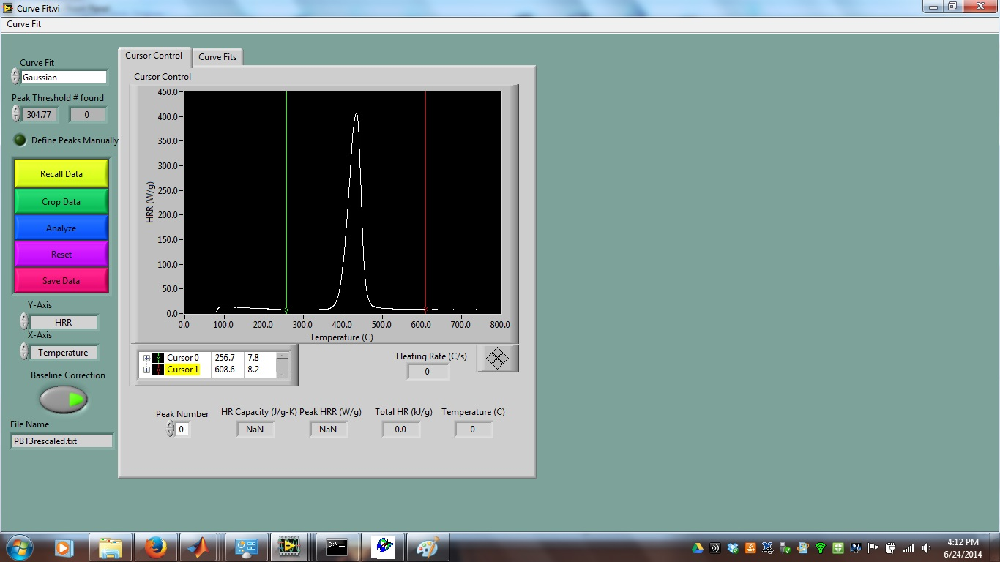 Curve Fit.vi
Curve Fit
Cursor Control
Curve Fits
Curve Fit
Gaussian
Peak Threshold # found
304.77 0
Define Peaks Manually
Recall Data
Crop Data
Analyze
Reset
Save Data
Y-Axis
HRR
X-Axis
Temperature
Baseline Correction
File Name
PBT3rescaled.txt
Cursor Control
450.0
400.0
350.0
300.0
250.0
200.0
150.0
100.0
50.0
0.0
HRR (W/g)
0.0 100.0 200.0 300.0 400.0 500.0 600.0 700.0 800.0
Temperature (C)
Cursor 0 256.7 7.8
Cursor 1 608.6 8.2
Heating Rate (C/s)
0
Peak Number HR Capacity (J/g-K) Peak HRR (W/g) Total HR (kJ/g) Temperature (C)
0 NaN NaN 0.0 0
C:\_
4:12 PM
6/24/2014